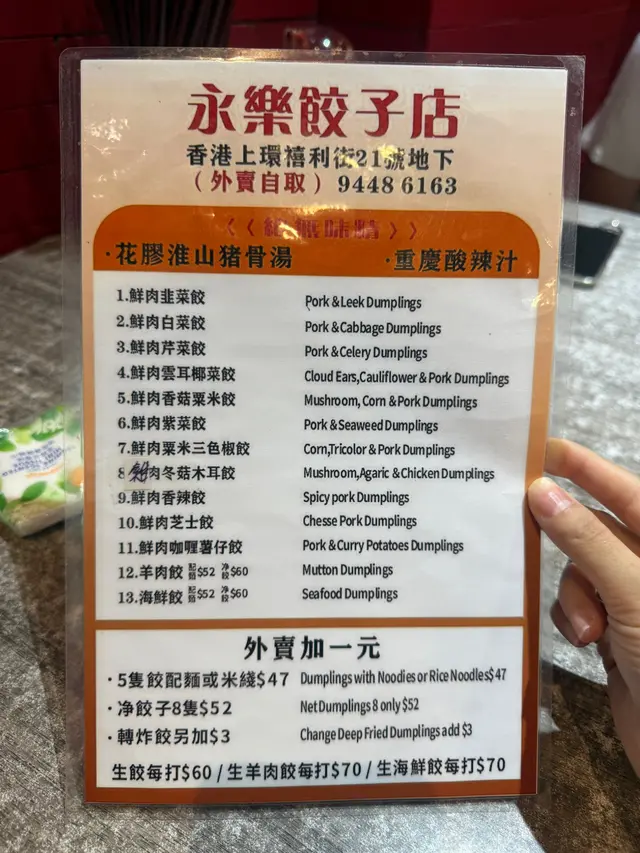 永樂餃子店
香港上環禧利街21號地下
（外賣自取） 9448 6163
味精
·花膠淮山猪骨湯 ·重慶酸辣汁
1.鮮肉韭菜餃 Pork & Leek Dumplings
2.鮮肉白菜餃 Pork & Cabbage Dumplings
3.鮮肉芹菜餃 Pork & Celery Dumplings
4.鮮肉雲耳椰菜餃 Cloud Ears,Cauliflower & Pork Dumplings
5.鮮肉香菇粟米餃 Mushroom, Corn & Pork Dumplings
6.鮮肉紫菜餃 Pork & Seaweed Dumplings
7.鮮肉粟米三色椒餃 Corn,Tricolor & Pork Dumplings
8 肉冬菇木耳餃 Mushroom,Agaric & Chicken Dumplings
9.鮮肉香辣餃 Spicy pork Dumplings
10.鮮肉芝士餃 Chesse Pork Dumplings
11.鮮肉咖喱薯仔餃 Pork & Curry Potatoes Dumplings
12.羊肉餃 配麵$52 净餃$60 Mutton Dumplings
13.海鮮餃 配麵$52 净餃$60 Seafood Dumplings
外賣加一元
·5隻餃配麵或米綫$47 Dumplings with Noodies or Rice Noodles$47
·净餃子8隻$52 Net Dumplings 8 only $52
·轉炸餃另加$3 Change Deep Fried Dumplings add $3
生餃每打$60 / 生羊肉餃每打$70 / 生海鮮餃每打$70